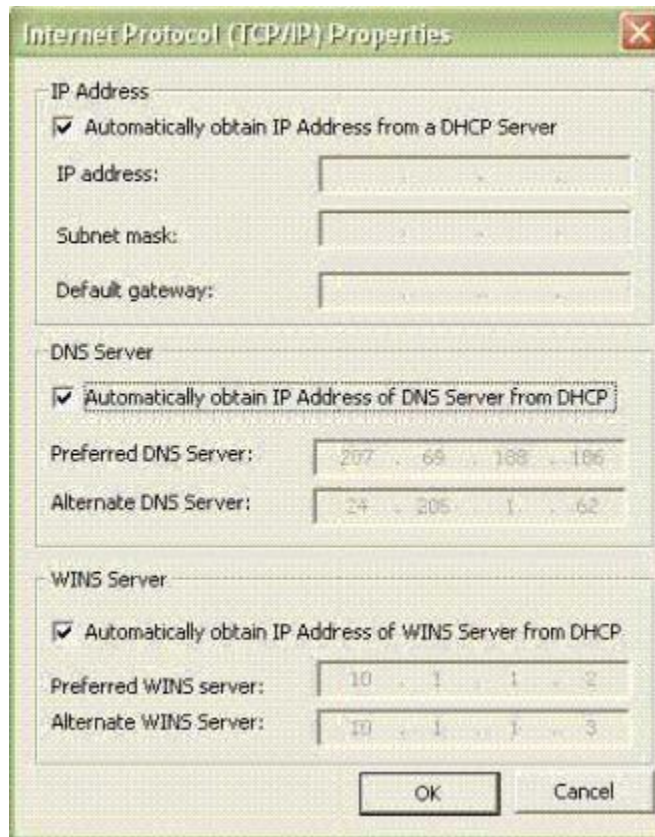 Internet Protocol (TCP/IP) Properties
IP Address
Automatically obtain IP Address from a DHCP Server
IP address:
Subnet mask:
Default gateway:
DNS Server
Automatically obtain IP Address of DNS Server from DHCP
Preferred DNS Server: 207 . 69 . 188 . 186
Alternate DNS Server: 24 . 205 . 1 . 62
WINS Server
Automatically obtain IP Address of WINS Server from DHCP
Preferred WINS server: 10 . 1 . 1 . 2
Alternate WINS Server: 10 . 1 . 1 . 3
OK Cancel